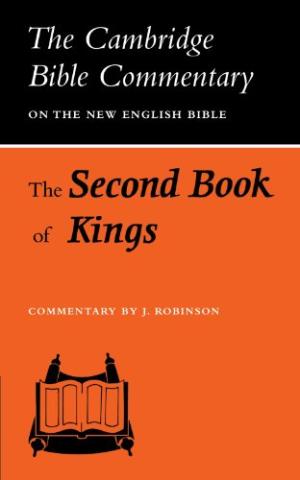 The Cambridge
Bible Commentary
ON THE NEW ENGLISH BIBLE
The Second Book
of Kings
COMMENTARY BY J. ROBINSON